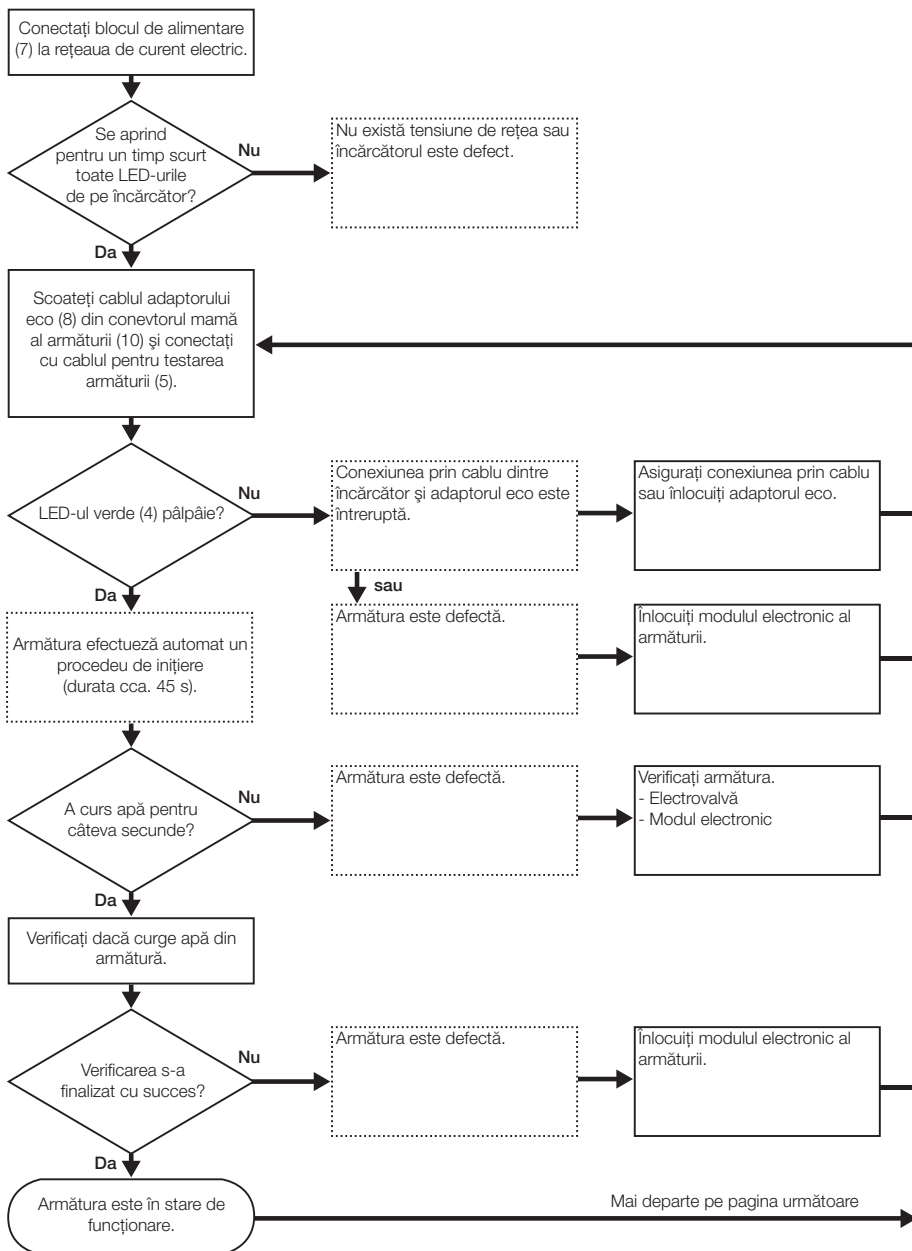 Conectați blocul de alimentare
(7) la rețeaua de curent electric.
Se aprind
pentru un timp scurt
toate LED-urile
de pe încărcător?
Nu
Nu există tensiune de rețea sau
încărcătorul este defect.
Da
Scoateți cablul adaptorului
eco (8) din conevtorul mamă
al armăturii (10) şi conectați
cu cablul pentru testarea
armăturii (5).
LED-ul verde (4) pâlpâie?
Nu
Conexiunea prin cablu dintre
încărcător şi adaptorul eco este
întreruptă.
Asigurați conexiunea prin cablu
sau înlocuiți adaptorul eco.
sau
Da
Armătura este defectă.
Înlocuiți modulul electronic al
armăturii.
Armătura efectueză automat un
procedeu de inițiere
(durata cca. 45 s).
A curs apă pentru
câteva secunde?
Nu
Armătura este defectă.
Verificați armătura.
- Electrovalvă
- Modul electronic
Da
Verificați dacă curge apă din
armătură.
Verificarea s-a
finalizat cu succes?
Nu
Armătura este defectă.
Înlocuiți modulul electronic al
armăturii.
Da
Armătura este în stare de
funcționare.
Mai departe pe pagina următoare